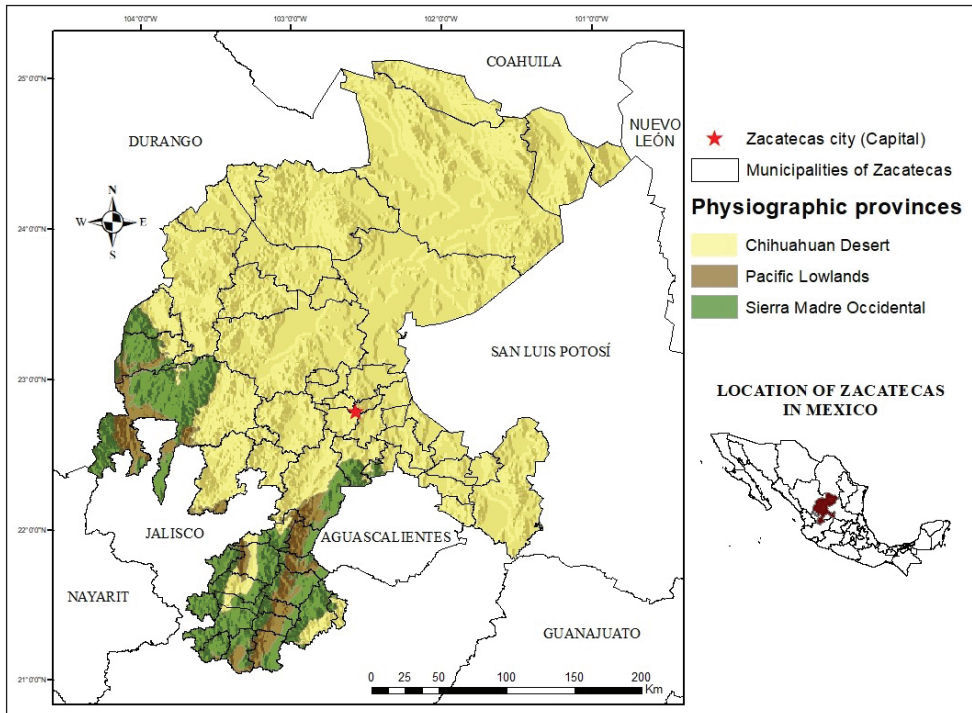 104°0'0"W
103°0'0"W
102°0'0"W
101°0'0"W
25°0'0"N
24°0'0"N
23°0'0"N
22°0'0"N
21°0'0"N
COAHUILA
DURANGO
NUEVO
LEÓN
N
W
E
S
SAN LUIS POTOSÍ
JALISCO
AGUASCALIENTES
NAYARIT
GUANAJUATO
0
50
100
150
200
Km
Zacatecas city (Capital)
Municipalities of Zacatecas
Physiographic provinces
Chihuahuan Desert
Pacific Lowlands
Sierra Madre Occidental
LOCATION OF ZACATECAS
IN MEXICO